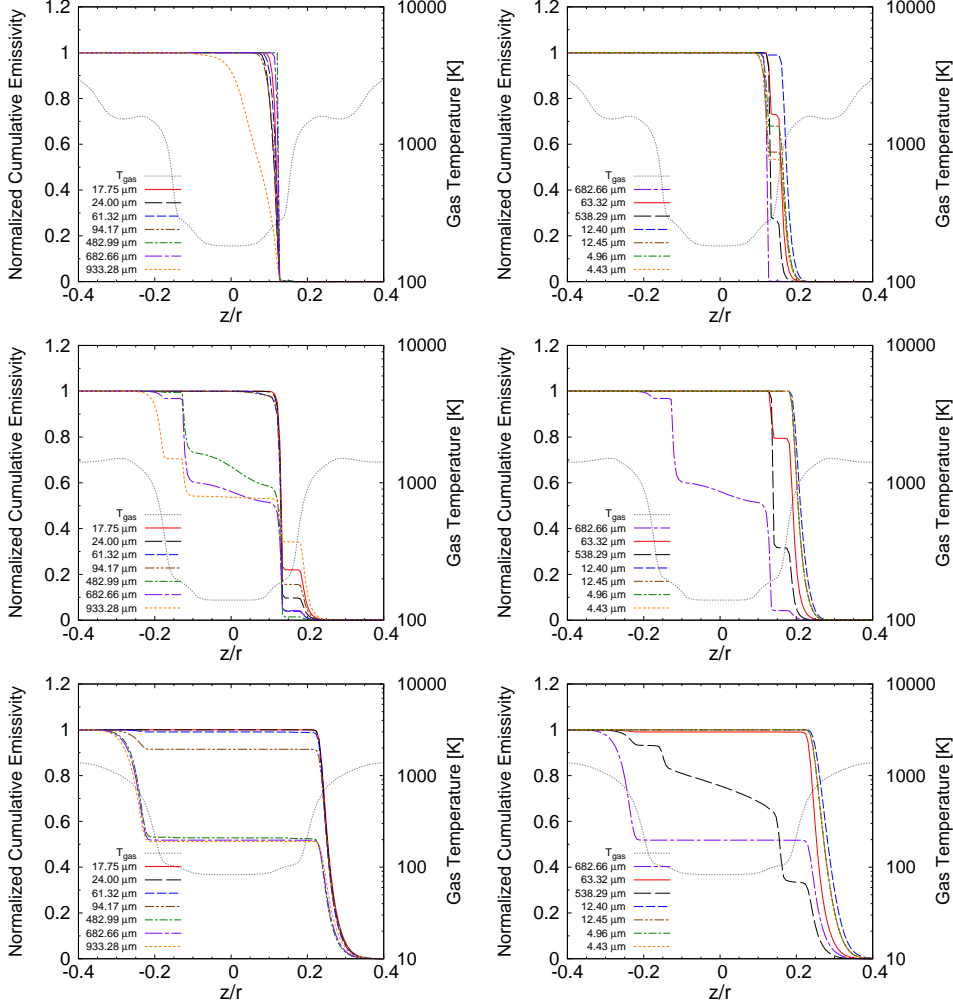 Normalized Cumulative Emissivity
1.2
1
0.8
0.6
0.4
0.2
0
T_gas
17.75 μm
24.00 μm
61.32 μm
94.17 μm
482.99 μm
682.66 μm
933.28 μm
-0.4 -0.2 0 0.2 0.4
z/r
10000
1000
100
Gas Temperature [K]
Normalized Cumulative Emissivity
1.2
1
0.8
0.6
0.4
0.2
0
T_gas
682.66 μm
63.32 μm
538.29 μm
12.40 μm
12.45 μm
4.96 μm
4.43 μm
-0.4 -0.2 0 0.2 0.4
z/r
10000
1000
100
Gas Temperature [K]
Normalized Cumulative Emissivity
1.2
1
0.8
0.6
0.4
0.2
0
T_gas
17.75 μm
24.00 μm
61.32 μm
94.17 μm
482.99 μm
682.66 μm
933.28 μm
-0.4 -0.2 0 0.2 0.4
z/r
10000
1000
100
Gas Temperature [K]
Normalized Cumulative Emissivity
1.2
1
0.8
0.6
0.4
0.2
0
T_gas
682.66 μm
63.32 μm
538.29 μm
12.40 μm
12.45 μm
4.96 μm
4.43 μm
-0.4 -0.2 0 0.2 0.4
z/r
10000
1000
100
Gas Temperature [K]
Normalized Cumulative Emissivity
1.2
1
0.8
0.6
0.4
0.2
0
T_gas
17.75 μm
24.00 μm
61.32 μm
94.17 μm
482.99 μm
682.66 μm
933.28 μm
-0.4 -0.2 0 0.2 0.4
z/r
10000
1000
100
10
Gas Temperature [K]
Normalized Cumulative Emissivity
1.2
1
0.8
0.6
0.4
0.2
0
T_gas
682.66 μm
63.32 μm
538.29 μm
12.40 μm
12.45 μm
4.96 μm
4.43 μm
-0.4 -0.2 0 0.2 0.4
z/r
10000
1000
100
10
Gas Temperature [K]